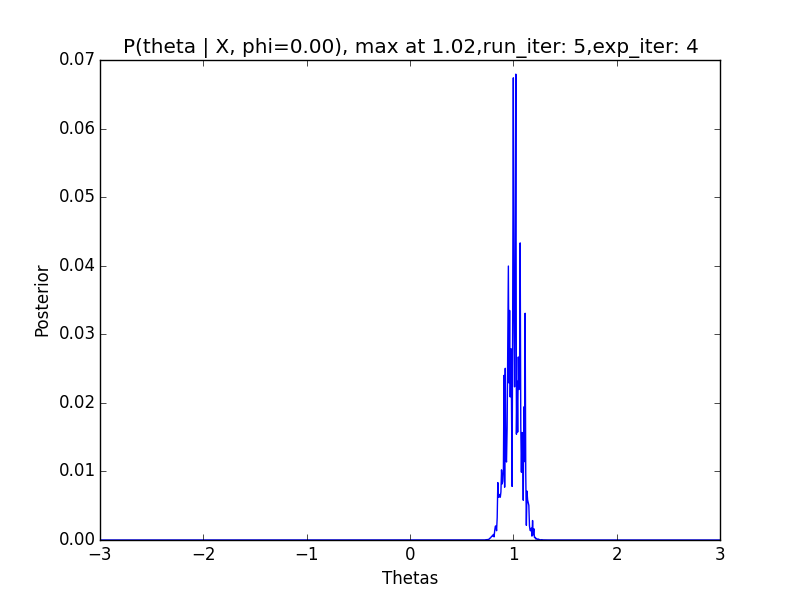 P(theta | X, phi=0.00), max at 1.02,run_iter: 5,exp_iter: 4
0.07
0.06
0.05
0.04
0.03
0.02
0.01
0.00
Posterior
−3 −2 −1 0 1 2 3
Thetas